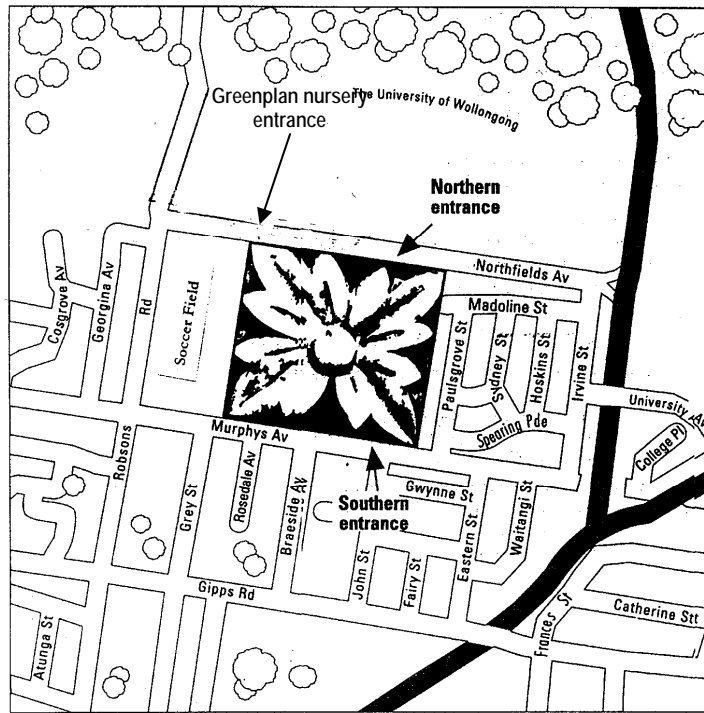 Greenplan nursery
entrance
The University of Wollongong
Northern
entrance
Northfields Av
Madoline St
Cosgrove Av
Georgina Av
Rd
Soccer Field
Paulsgrove St
Sydney St
Hoskins St
Irvine St
University Av
College Pl
Spearing Pde
Murphys Av
Robsons
Grey St
Rosedale Av
Braeside Av
Southern
entrance
Gwynne St
Eastern St
Waitangi St
John St
Fairy St
Gipps Rd
Atunga St
Frances St
Catherine Stt